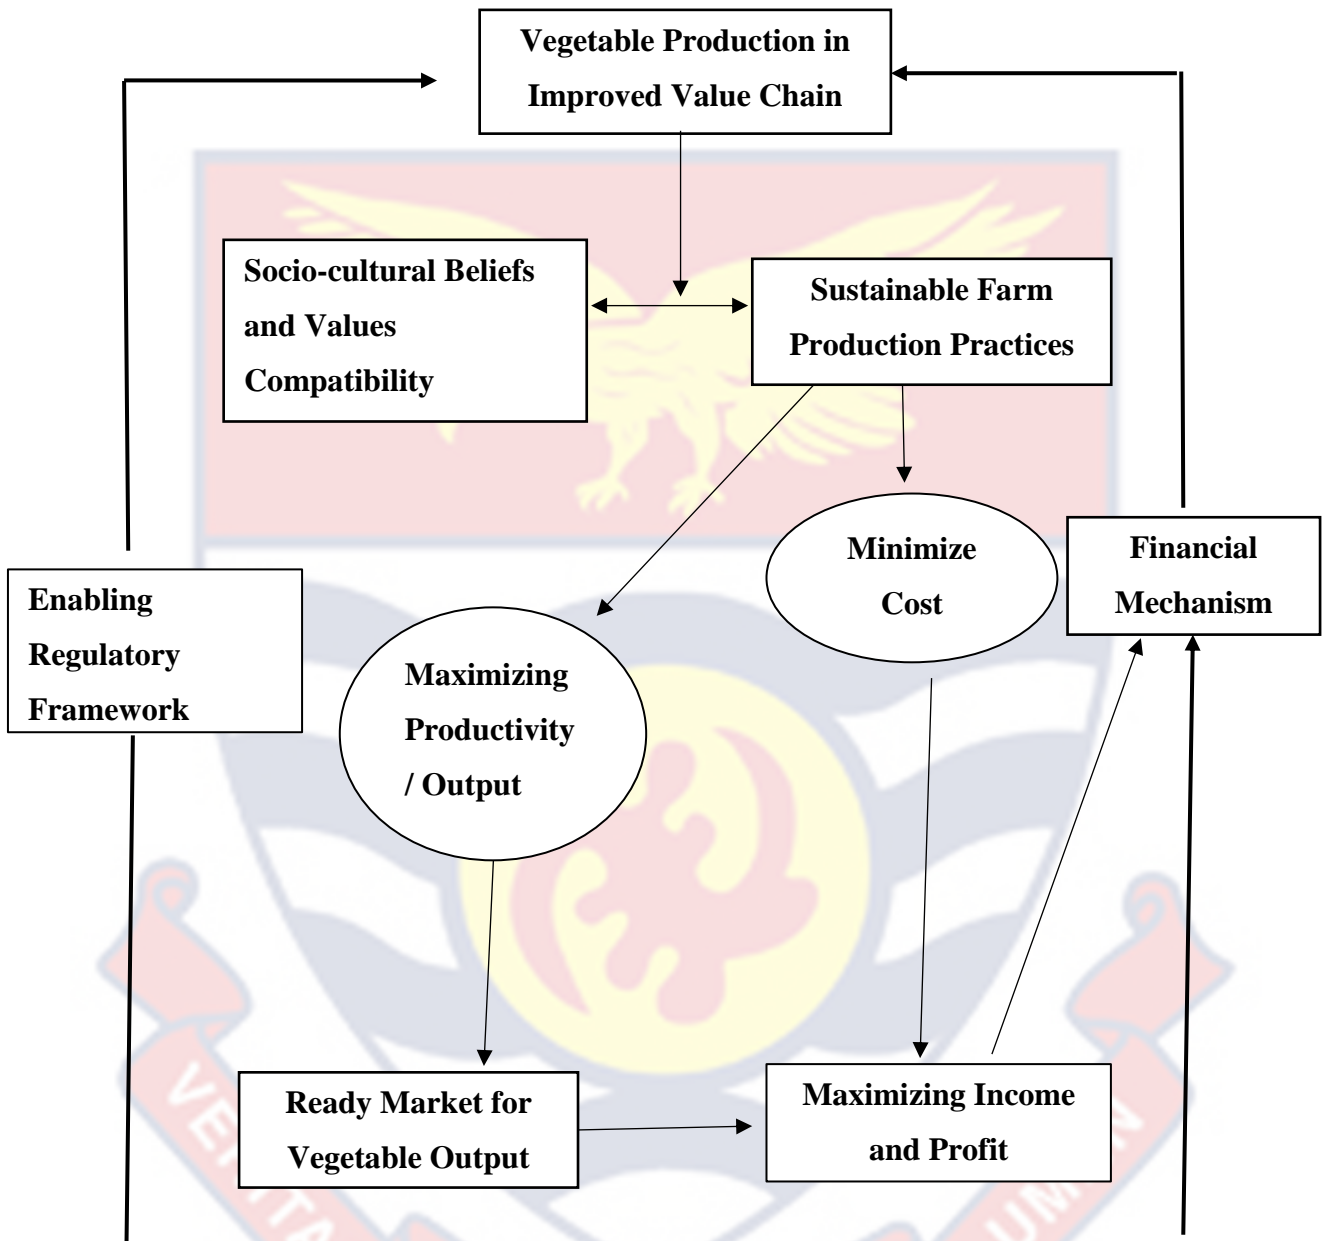 Vegetable Production in
Improved Value Chain
Socio-cultural Beliefs
and Values
Compatibility
Sustainable Farm
Production Practices
Minimize
Cost
Financial
Mechanism
Enabling
Regulatory
Framework
Maximizing
Productivity
/ Output
Ready Market for
Vegetable Output
Maximizing Income
and Profit